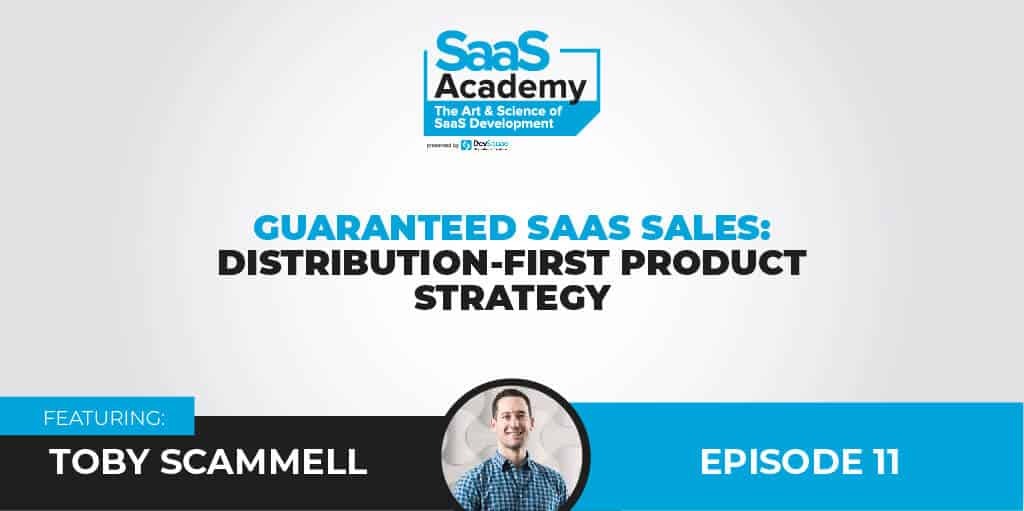 SaaS
Academy
The Art & Science of
SaaS Development
presented by DevSquad
GUARANTEED SAAS SALES:
DISTRIBUTION-FIRST PRODUCT
STRATEGY
FEATURING:
TOBY SCAMMELL
EPISODE 11